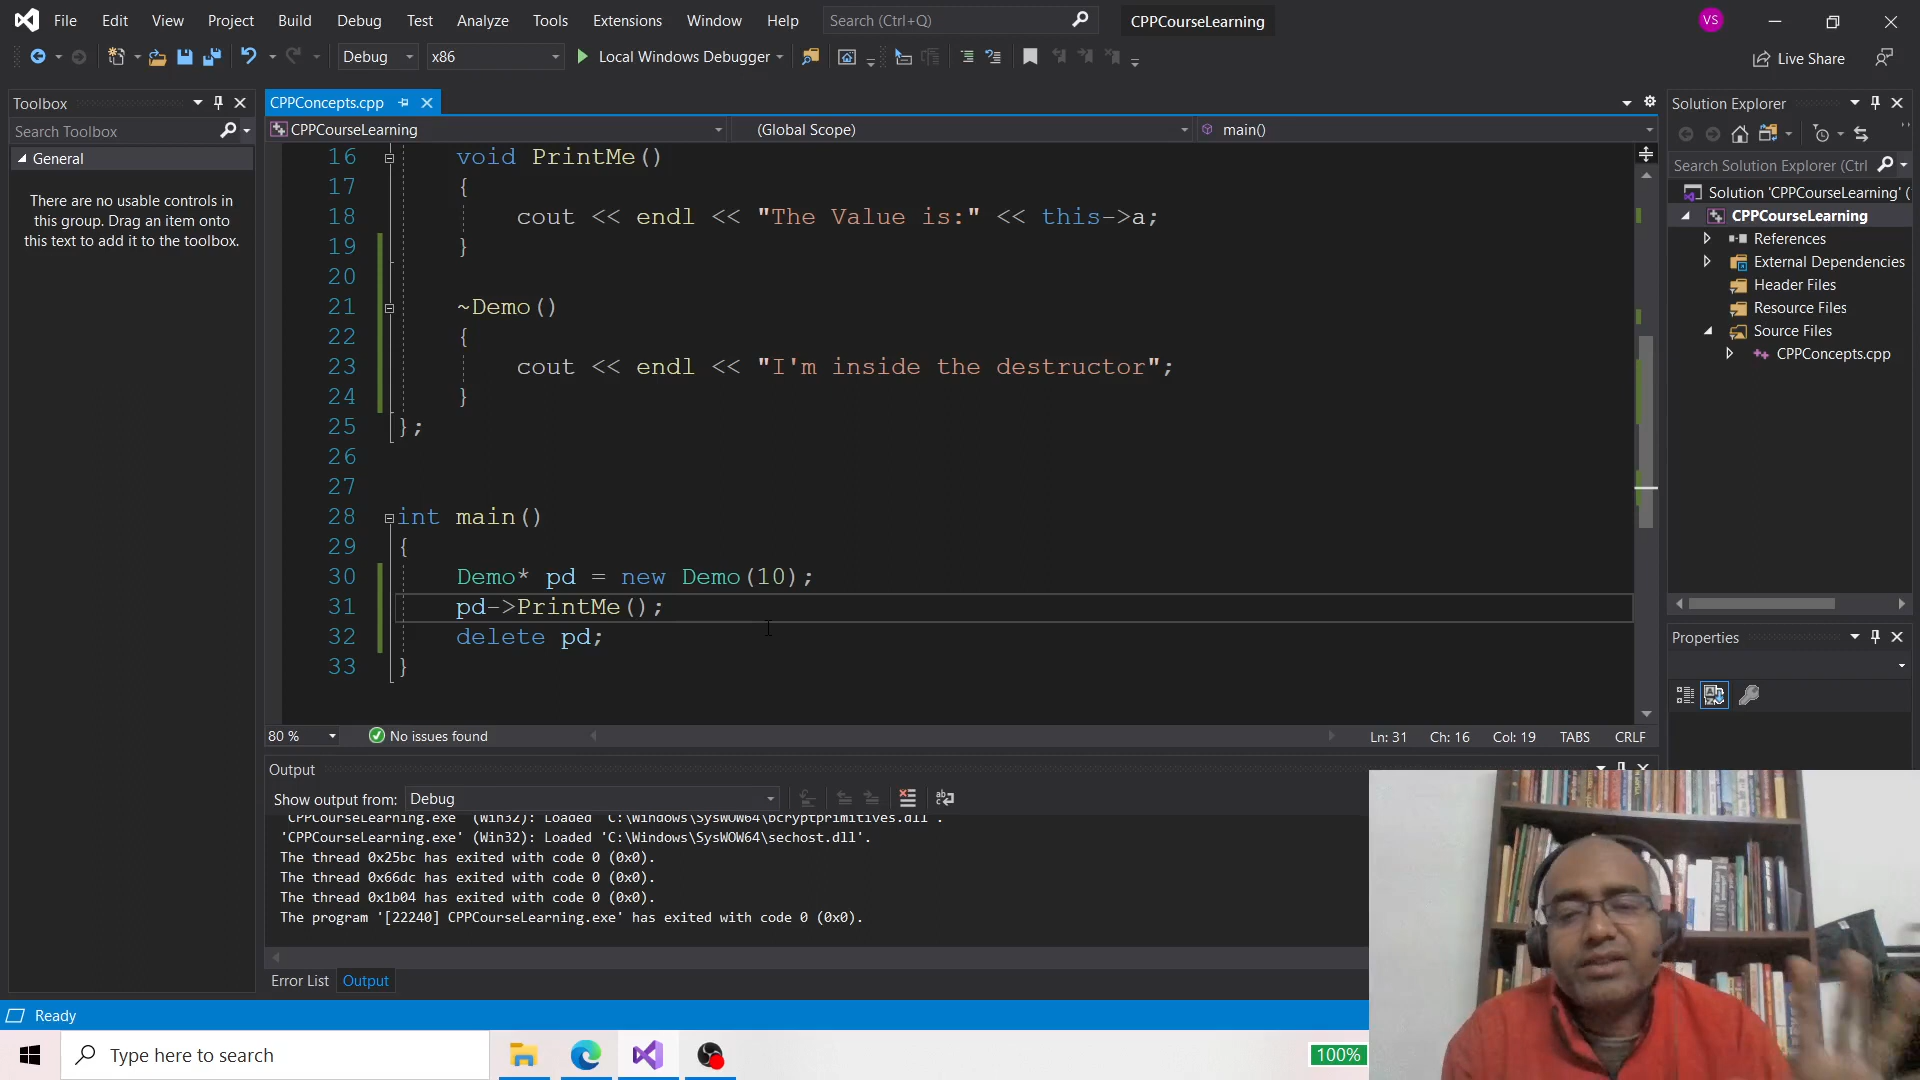 File Edit View Project Build Debug Test Analyze Tools Extensions Window Help Search (Ctrl+Q) CPPCourseLearning VS
Debug x86 Local Windows Debugger Live Share
Toolbox
Search Toolbox
General
There are no usable controls in
this group. Drag an item onto
this text to add it to the toolbox.
CPPConcepts.cpp
CPPCourseLearning (Global Scope) main()
16 void PrintMe()
17 {
18 cout << endl << "The Value is:" << this->a;
19 }
20
21 ~Demo()
22 {
23 cout << endl << "I'm inside the destructor";
24 }
25 };
26
27
28 int main()
29 {
30 Demo* pd = new Demo(10);
31 pd->PrintMe();
32 delete pd;
33 }
80 % No issues found Ln: 31 Ch: 16 Col: 19 TABS CRLF
Output
Show output from: Debug
'CPPCourseLearning.exe' (Win32): Loaded 'C:\Windows\SysWOW64\bcryptprimitives.dll'.
'CPPCourseLearning.exe' (Win32): Loaded 'C:\Windows\SysWOW64\sechost.dll'.
The thread 0x25bc has exited with code 0 (0x0).
The thread 0x66dc has exited with code 0 (0x0).
The thread 0x1b04 has exited with code 0 (0x0).
The program '[22240] CPPCourseLearning.exe' has exited with code 0 (0x0).
Error List Output
Solution Explorer
Search Solution Explorer (Ctrl
Solution 'CPPCourseLearning' (
CPPCourseLearning
References
External Dependencies
Header Files
Resource Files
Source Files
CPPConcepts.cpp
Properties
Ready
Type here to search
100%